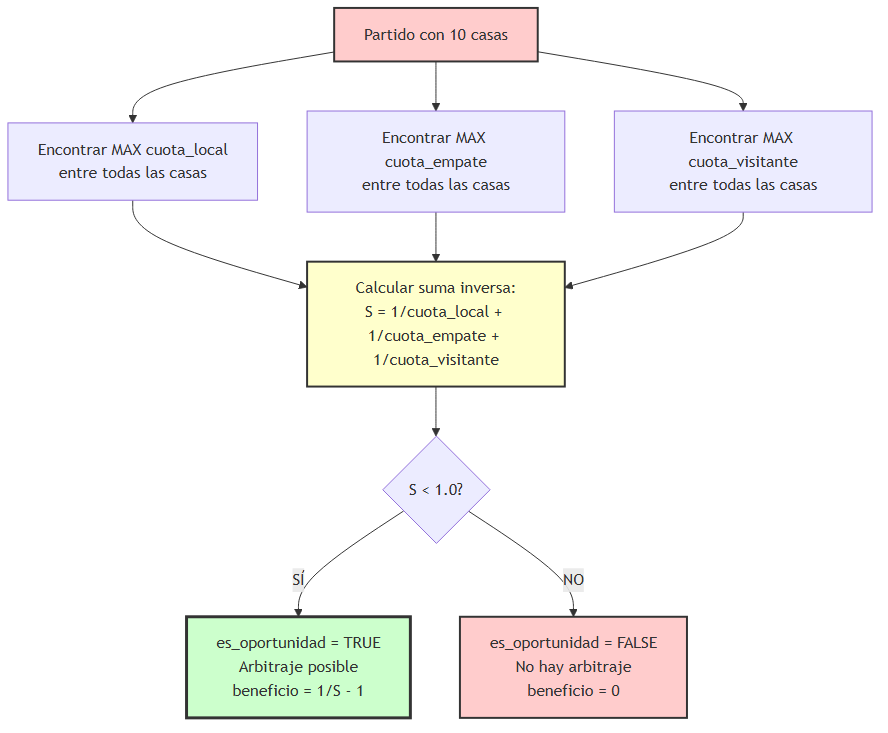 Partido con 10 casas
Encontrar MAX cuota_local
entre todas las casas
Encontrar MAX
cuota_empate
entre todas las casas
Encontrar MAX
cuota_visitante
entre todas las casas
Calcular suma inversa:
S = 1/cuota_local +
1/cuota_empate +
1/cuota_visitante
S < 1.0?
SÍ
NO
es_oportunidad = TRUE
Arbitraje posible
beneficio = 1/S - 1
es_oportunidad = FALSE
No hay arbitraje
beneficio = 0